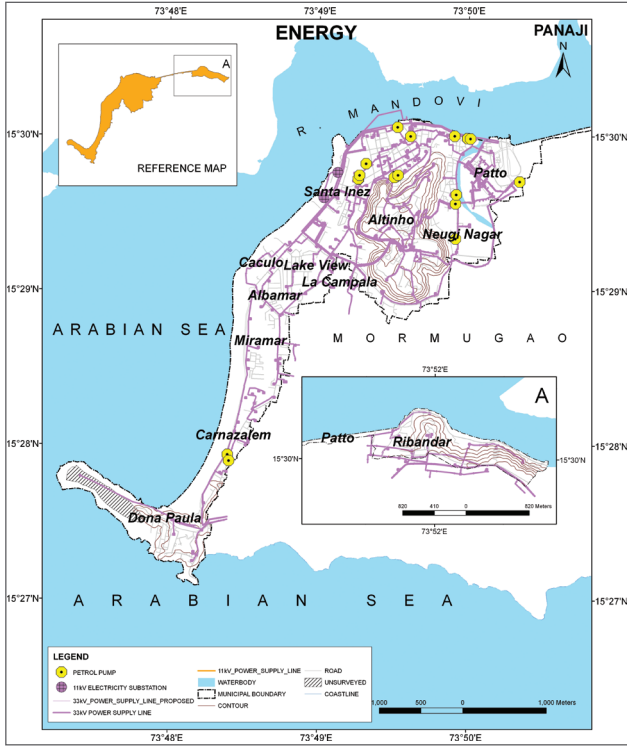 73°48'E
73°49'E
73°50'E
ENERGY
PANAJI
N
A
REFERENCE MAP
R. MANDOVI
15°30'N
15°30'N
Patto
Santa Inez
Altinho
Neugi Nagar
Caculo
Lake View
La Campala
15°29'N
15°29'N
Albamar
ARABIAN SEA
MORMUGAO
Miramar
73°52'E
A
Patto
Ribandar
15°30'N
15°30'N
Carnazalem
15°28'N
15°28'N
820 410 0 820 Meters
73°52'E
Dona Paula
15°27'N
15°27'N
ARABIAN SEA
LEGEND
PETROL PUMP
11kV ELECTRICITY SUBSTATION
33kV_POWER_SUPPLY_LINE_PROPOSED
33kV POWER SUPPLY LINE
11kV_POWER_SUPPLY_LINE
WATERBODY
MUNICIPAL BOUNDARY
CONTOUR
ROAD
UNSURVEYED
COASTLINE
1,000 500 0 1,000 Meters
73°48'E
73°49'E
73°50'E